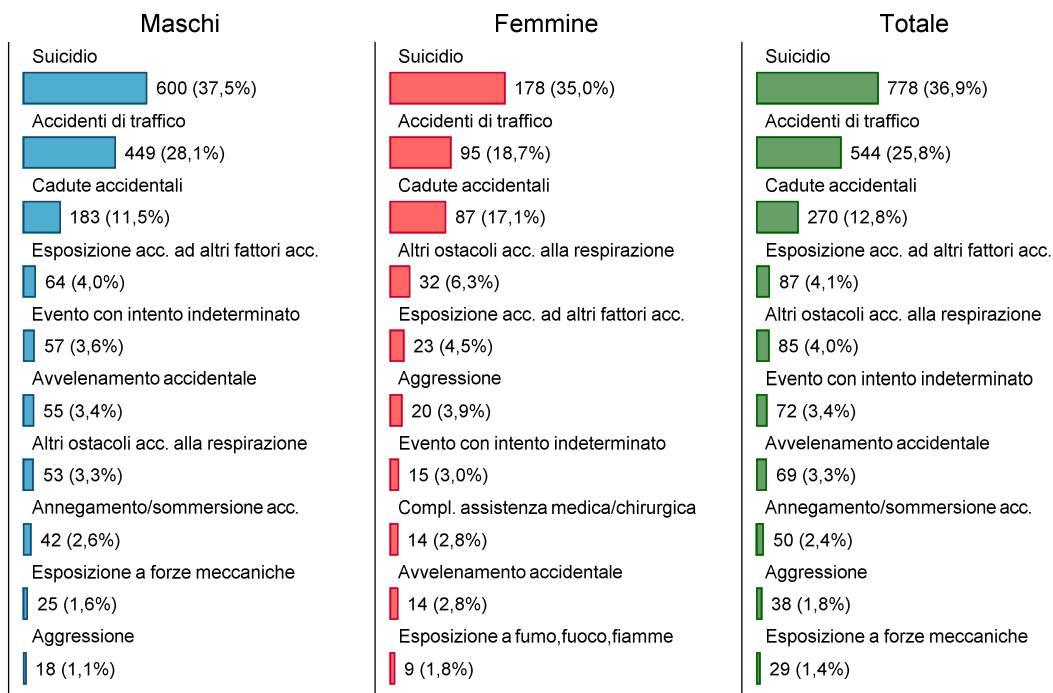 Maschi
Suicidio
600 (37,5%)
Accidenti di traffico
449 (28,1%)
Cadute accidentali
183 (11,5%)
Esposizione acc. ad altri fattori acc.
64 (4,0%)
Evento con intento indeterminato
57 (3,6%)
Avvelenamento accidentale
55 (3,4%)
Altri ostacoli acc. alla respirazione
53 (3,3%)
Annegamento/sommersione acc.
42 (2,6%)
Esposizione a forze meccaniche
25 (1,6%)
Aggressione
18 (1,1%)
Femmine
Suicidio
178 (35,0%)
Accidenti di traffico
95 (18,7%)
Cadute accidentali
87 (17,1%)
Altri ostacoli acc. alla respirazione
32 (6,3%)
Esposizione acc. ad altri fattori acc.
23 (4,5%)
Aggressione
20 (3,9%)
Evento con intento indeterminato
15 (3,0%)
Compl. assistenza medica/chirurgica
14 (2,8%)
Avvelenamento accidentale
14 (2,8%)
Esposizione a fumo,fuoco,fiamme
9 (1,8%)
Totale
Suicidio
778 (36,9%)
Accidenti di traffico
544 (25,8%)
Cadute accidentali
270 (12,8%)
Esposizione acc. ad altri fattori acc.
87 (4,1%)
Altri ostacoli acc. alla respirazione
85 (4,0%)
Evento con intento indeterminato
72 (3,4%)
Avvelenamento accidentale
69 (3,3%)
Annegamento/sommersione acc.
50 (2,4%)
Aggressione
38 (1,8%)
Esposizione a forze meccaniche
29 (1,4%)